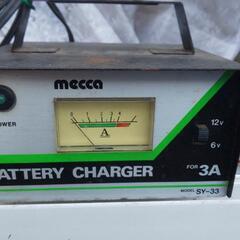 mecca
OWER
A
12V
6V
ATTERY CHARGER
FOR 3A
MODEL SY-33